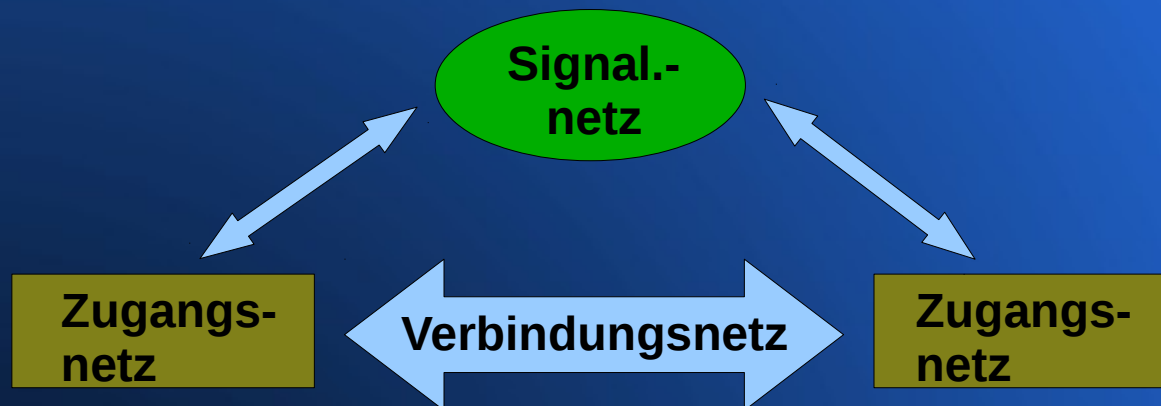 Signal.-
netz
Zugangs-
netz
Verbindungsnetz
Zugangs-
netz